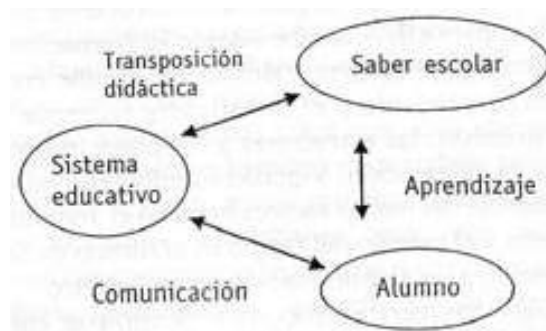 Transposición
didáctica
Saber escolar
Sistema
educativo
Aprendizaje
Comunicación
Alumno